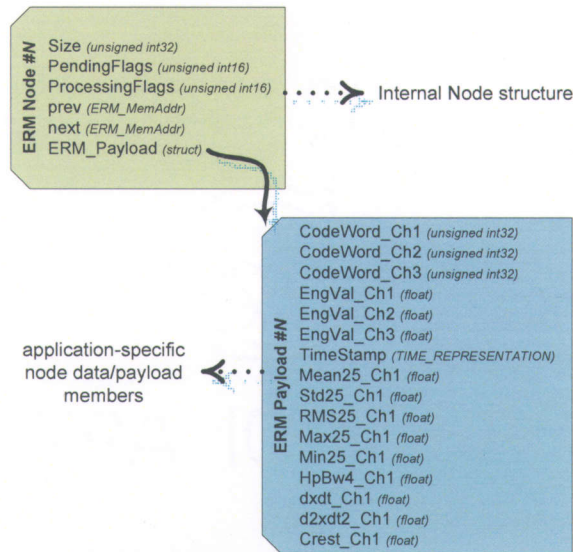 ERM Node #N
Size (unsigned int32)
PendingFlags (unsigned int16)
ProcessingFlags (unsigned int16)
prev (ERM_MemAddr)
next (ERM_MemAddr)
ERM_Payload (struct)
Internal Node structure
ERM Payload #N
CodeWord_Ch1 (unsigned int32)
CodeWord_Ch2 (unsigned int32)
CodeWord_Ch3 (unsigned int32)
EngVal_Ch1 (float)
EngVal_Ch2 (float)
EngVal_Ch3 (float)
TimeStamp (TIME_REPRESENTATION)
Mean25_Ch1 (float)
Std25_Ch1 (float)
RMS25_Ch1 (float)
Max25_Ch1 (float)
Min25_Ch1 (float)
HpBw4_Ch1 (float)
dxdt_Ch1 (float)
d2xdt2_Ch1 (float)
Crest_Ch1 (float)
application-specific
node data/payload
members